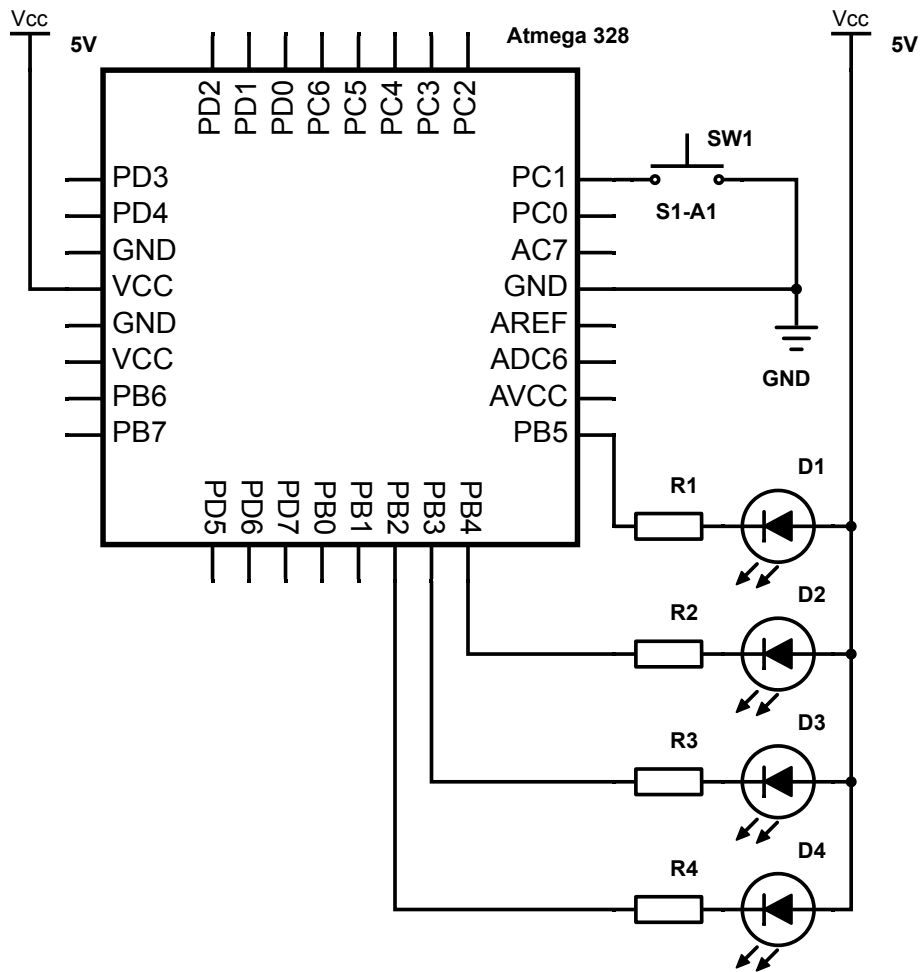 Vcc
5V
Atmega 328
Vcc
5V
PD2
PD1
PD0
PC6
PC5
PC4
PC3
PC2
SW1
S1-A1
PD3
PD4
GND
VCC
GND
VCC
PB6
PB7
PC1
PC0
AC7
GND
AREF
ADC6
AVCC
PB5
GND
PD5
PD6
PD7
PB0
PB1
PB2
PB3
PB4
R1
D1
R2
D2
R3
D3
R4
D4